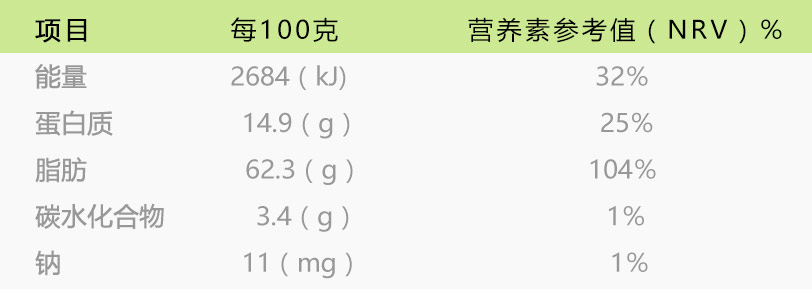 项目 每100克 营养素参考值（NRV）%
能量 2684（kJ) 32%
蛋白质 14.9（g） 25%
脂肪 62.3（g） 104%
碳水化合物 3.4（g） 1%
钠 11（mg） 1%